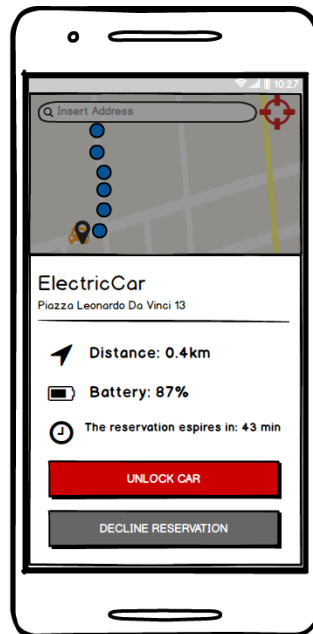 10:27
Insert Address
ElectricCar
Piazza Leonardo Da Vinci 13
Distance: 0.4km
Battery: 87%
The reservation espires in: 43 min
UNLOCK CAR
DECLINE RESERVATION